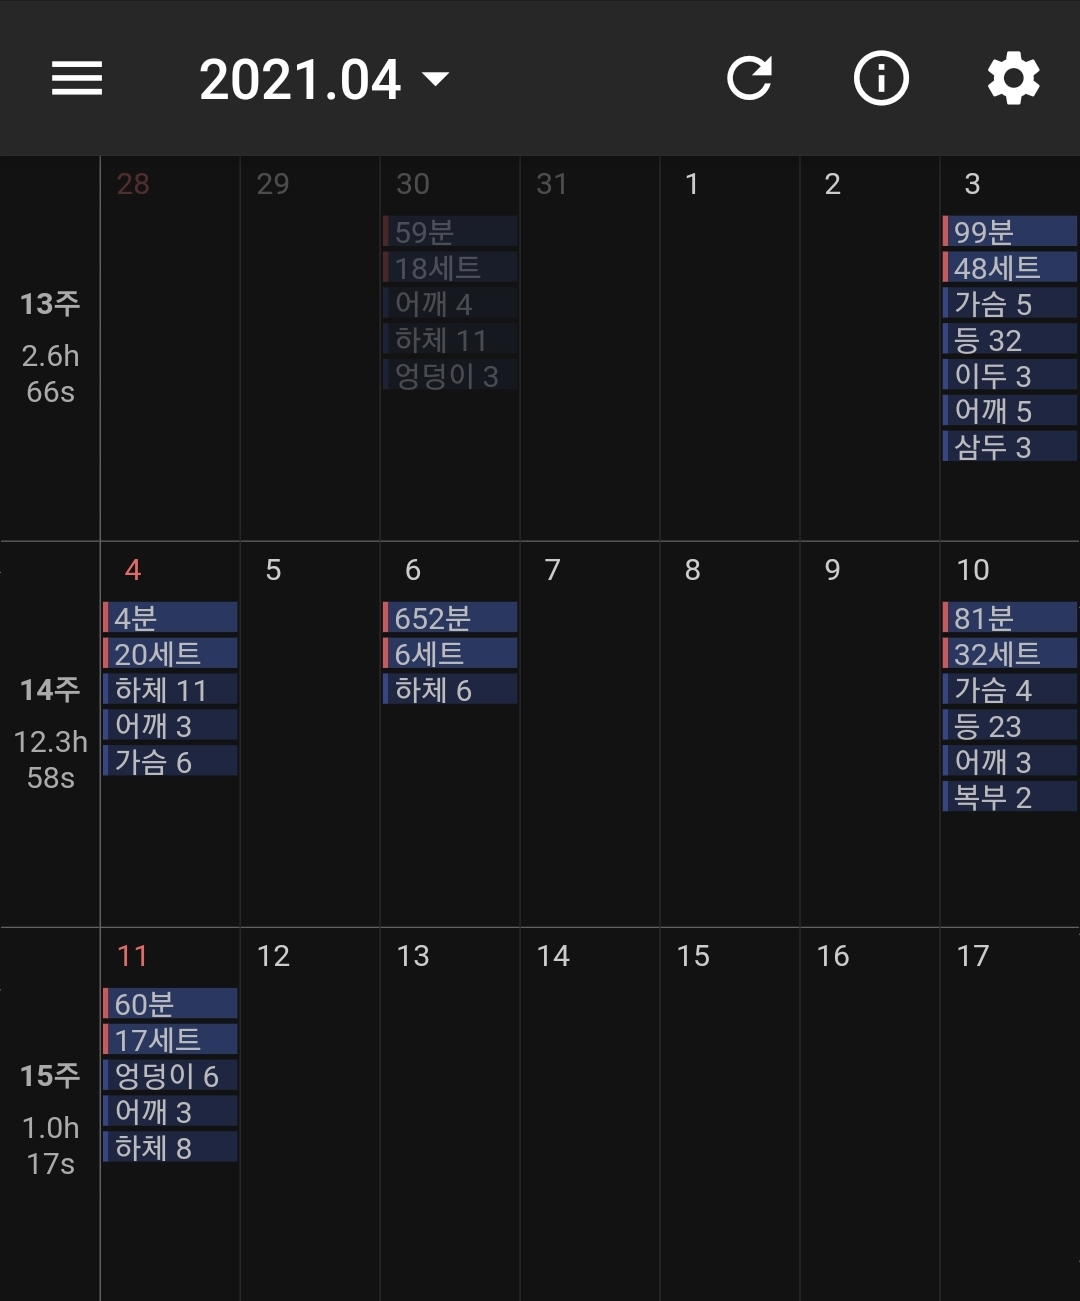 2021.04
28 29 30 31 1 2 3
13주
2.6h
66s
59분
18세트
어깨 4
하체 11
엉덩이 3
99분
48세트
가슴 5
등 32
이두 3
어깨 5
삼두 3
4 5 6 7 8 9 10
14주
12.3h
58s
4분
20세트
하체 11
어깨 3
가슴 6
652분
6세트
하체 6
81분
32세트
가슴 4
등 23
어깨 3
복부 2
11 12 13 14 15 16 17
15주
1.0h
17s
60분
17세트
엉덩이 6
어깨 3
하체 8